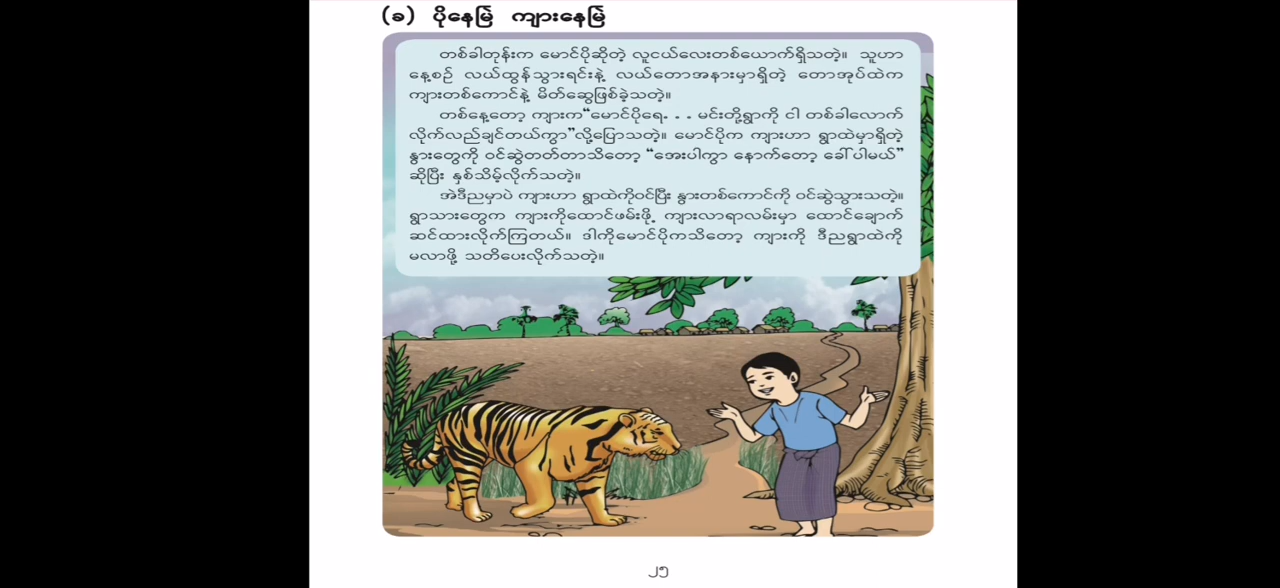 (ခ) ပိုနေမြဲ ကျားနေမြဲ
တစ်ခါတုန်းက မောင်ပိုဆိုတဲ့ လူငယ်လေးတစ်ယောက်ရှိသတဲ့။ သူဟာ
နေ့စဉ် လယ်ထွန်သွားရင်းနဲ့ လယ်တောအနားမှာရှိတဲ့ တောအုပ်ထဲက
ကျားတစ်ကောင်နဲ့ မိတ်ဆွေဖြစ်ခဲ့သတဲ့။
တစ်နေ့တော့ ကျားက“မောင်ပိုရေ. . . မင်းတို့ရွာကို ငါ တစ်ခါလောက်
လိုက်လည်ချင်တယ်ကွာ”လို့ပြောသတဲ့။ မောင်ပိုက ကျားဟာ ရွာထဲမှာရှိတဲ့
နွားတွေကို ဝင်ဆွဲတတ်တာသိတော့ “အေးပါကွာ နောက်တော့ ခေါ်ပါမယ်”
ဆိုပြီး နှစ်သိမ့်လိုက်သတဲ့။
အဲဒီညမှာပဲ ကျားဟာ ရွာထဲကိုဝင်ပြီး နွားတစ်ကောင်ကို ဝင်ဆွဲသွားသတဲ့။
ရွာသားတွေက ကျားကိုထောင်ဖမ်းဖို့ ကျားလာရာလမ်းမှာ ထောင်ချောက်
ဆင်ထားလိုက်ကြတယ်။ ဒါကိုမောင်ပိုကသိတော့ ကျားကို ဒီညရွာထဲကို
မလာဖို့ သတိပေးလိုက်သတဲ့။
၂၅